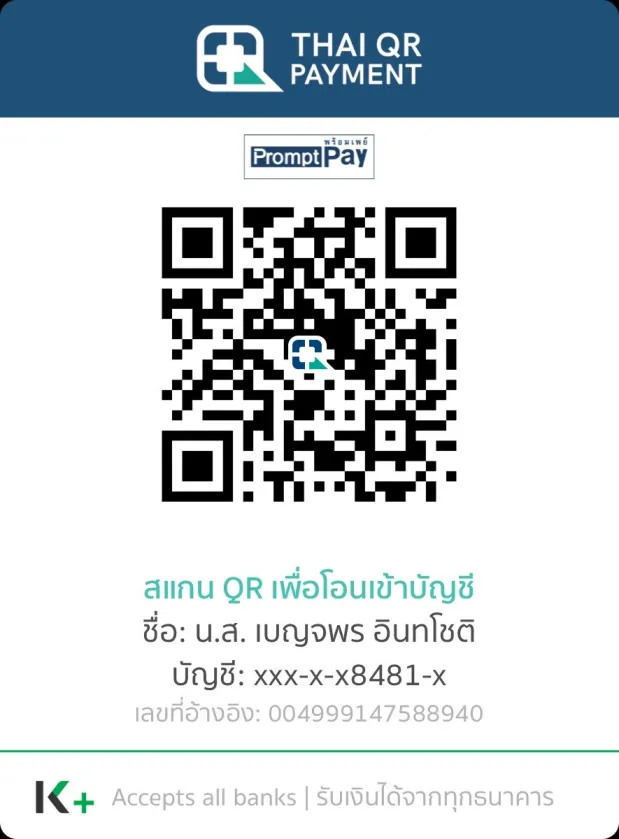 THAI QR
PAYMENT
พร้อมเพย์
PromptPay
สแกน QR เพื่อโอนเข้าบัญชี
ชื่อ: น.ส. เบญจพร อินทโชติ
บัญชี: xxx-x-x8481-x
เลขที่อ้างอิง: 004999147588940
K+ Accepts all banks | รับเงินได้จากทุกธนาคาร